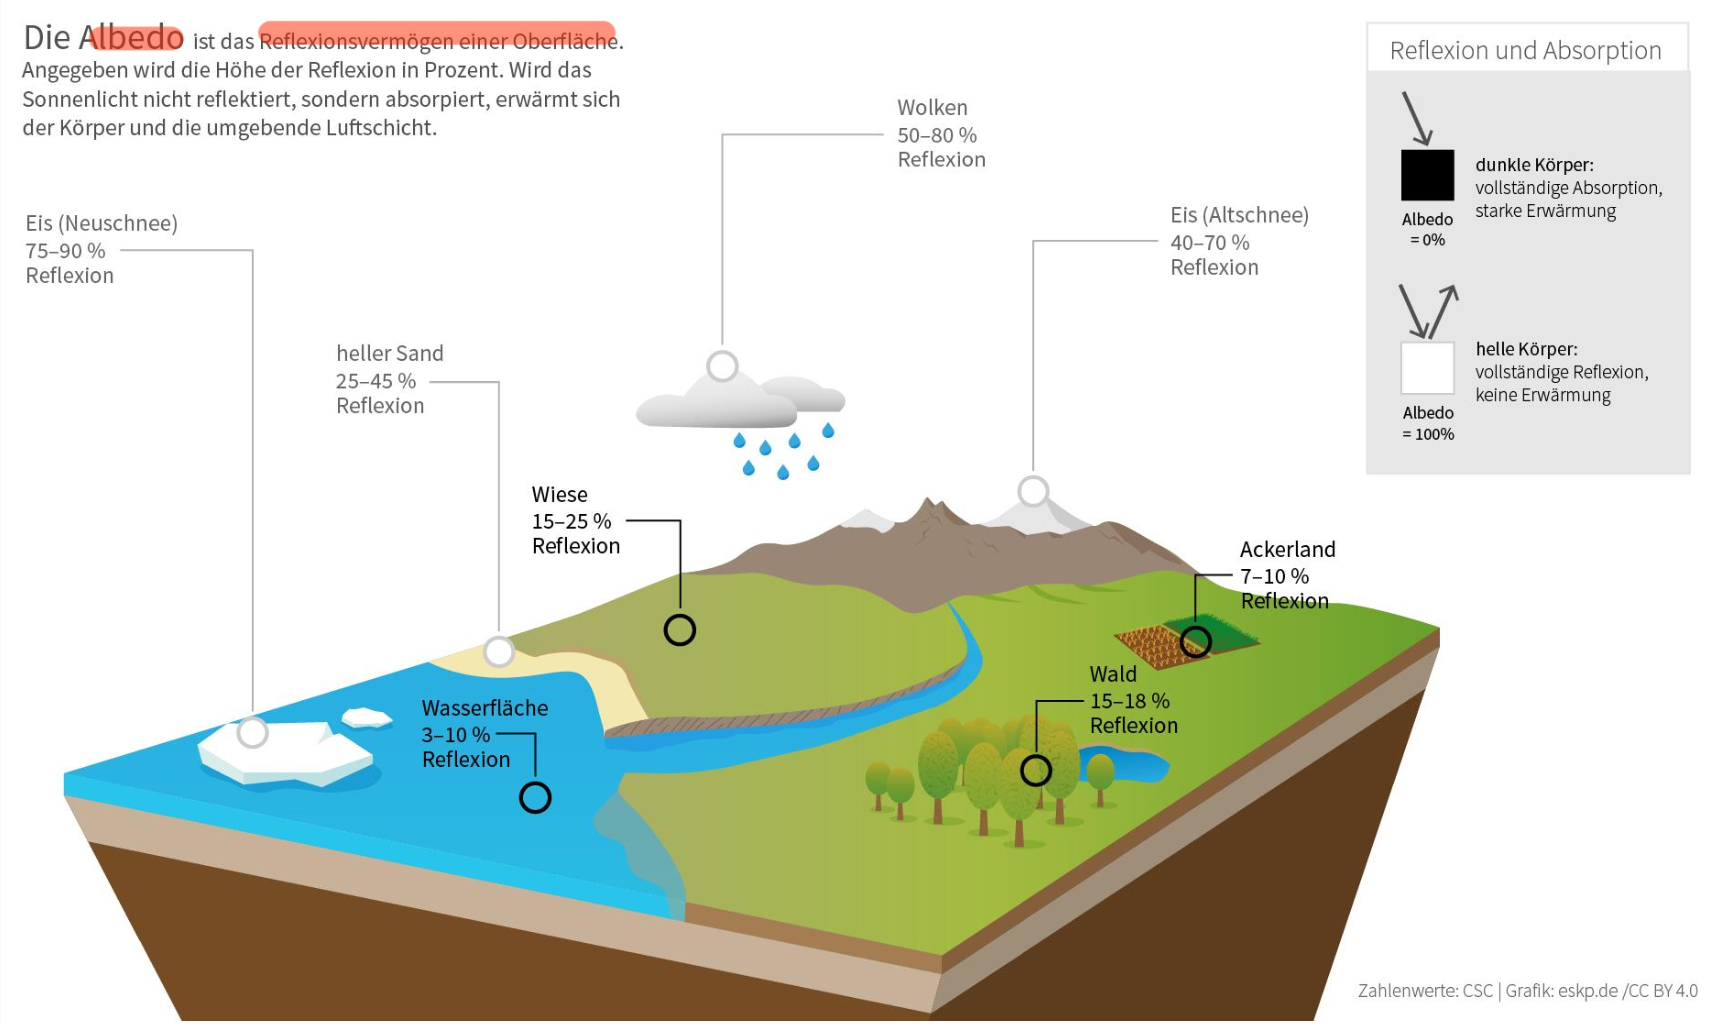 Die Albedo ist das Reflexionsvermögen einer Oberfläche.
Angegeben wird die Höhe der Reflexion in Prozent. Wird das
Sonnenlicht nicht reflektiert, sondern absorpiert, erwärmt sich
der Körper und die umgebende Luftschicht.
Wolken
50–80 %
Reflexion
Eis (Neuschnee)
75–90 %
Reflexion
Eis (Altschnee)
40–70 %
Reflexion
heller Sand
25–45 %
Reflexion
Wiese
15–25 %
Reflexion
Ackerland
7–10 %
Reflexion
Wald
15–18 %
Reflexion
Wasserfläche
3–10 %
Reflexion
Reflexion und Absorption
dunkle Körper:
vollständige Absorption,
starke Erwärmung
Albedo
= 0%
helle Körper:
vollständige Reflexion,
keine Erwärmung
Albedo
= 100%
Zahlenwerte: CSC | Grafik: eskp.de /CC BY 4.0